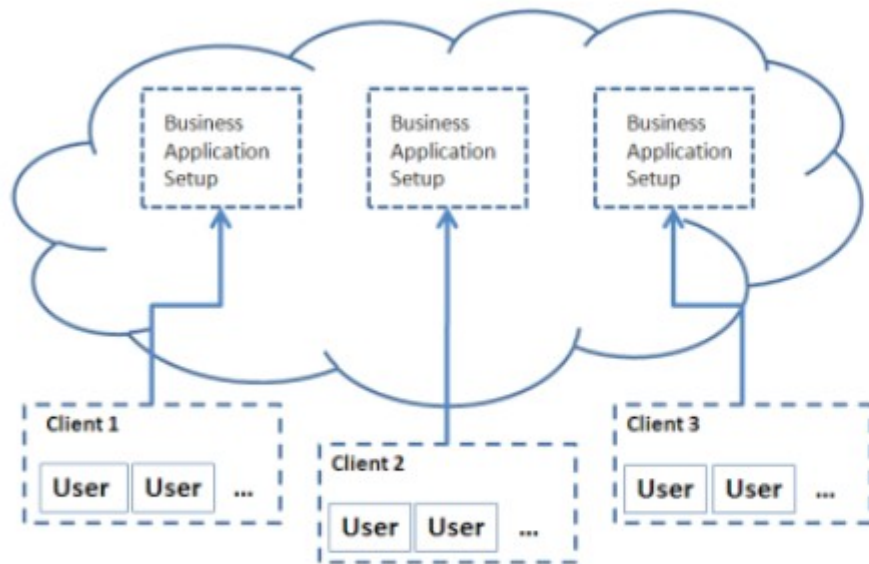 Business
Application
Setup
Business
Application
Setup
Business
Application
Setup
Client 1
User User ...
Client 2
User User ...
Client 3
User User ...